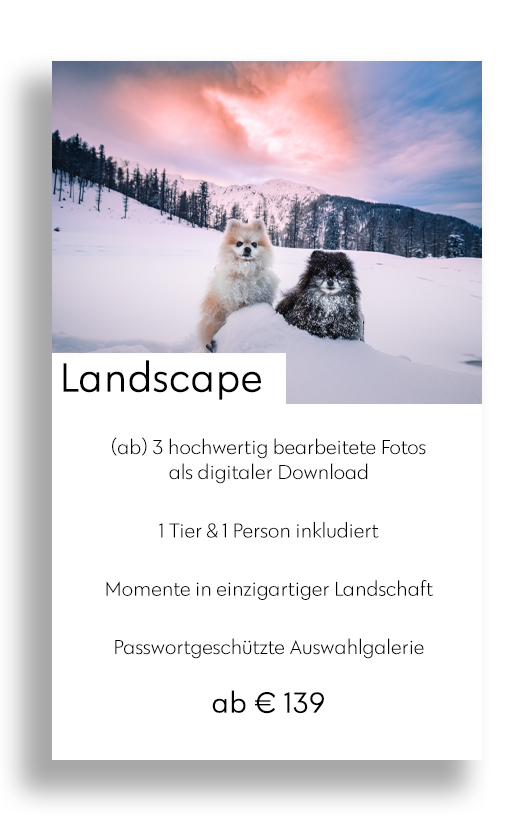 Landscape
(ab) 3 hochwertig bearbeitete Fotos
als digitaler Download
1 Tier & 1 Person inkludiert
Momente in einzigartiger Landschaft
Passwortgeschützte Auswahlgalerie
ab € 139